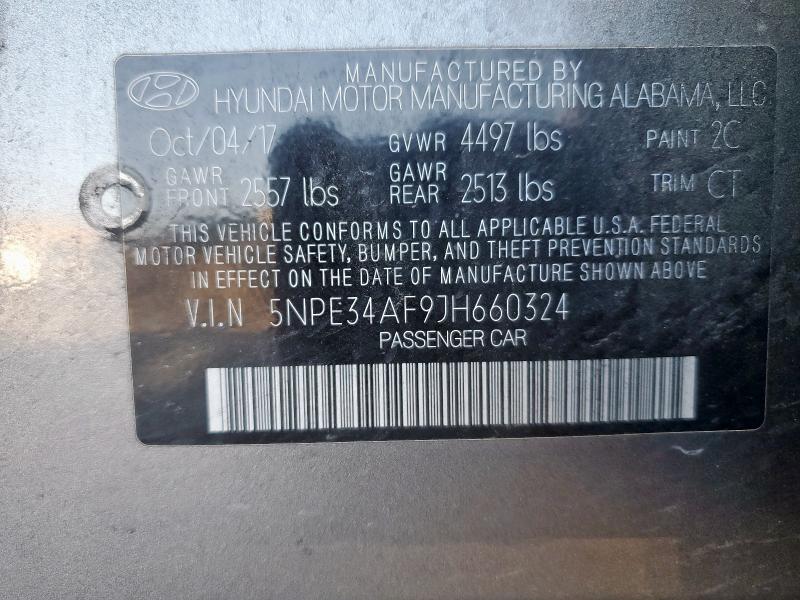 MANUFACTURED BY
HYUNDAI MOTOR MANUFACTURING ALABAMA, LLC
Oct/04/17 GVWR 4497 lbs PAINT 2C
GAWR FRONT 2557 lbs GAWR REAR 2513 lbs TRIM CT
THIS VEHICLE CONFORMS TO ALL APPLICABLE U.S.A. FEDERAL
MOTOR VEHICLE SAFETY, BUMPER, AND THEFT PREVENTION STANDARDS
IN EFFECT ON THE DATE OF MANUFACTURE SHOWN ABOVE
V.I.N 5NPE34AF9JH660324
PASSENGER CAR